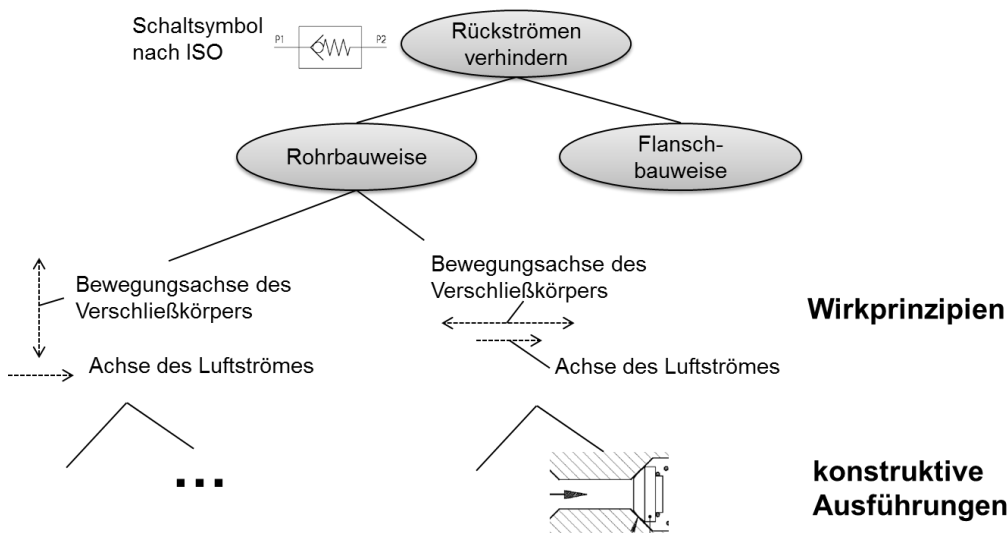 Schaltsymbol
nach ISO
P1
P2
Rückströmen
verhindern
Rohrbauweise
Flansch-
bauweise
Bewegungsachse des
Verschließkörpers
Bewegungsachse des
Verschließkörpers
Wirkprinzipien
Achse des Luftströmes
Achse des Luftströmes
...
konstruktive
Ausführungen